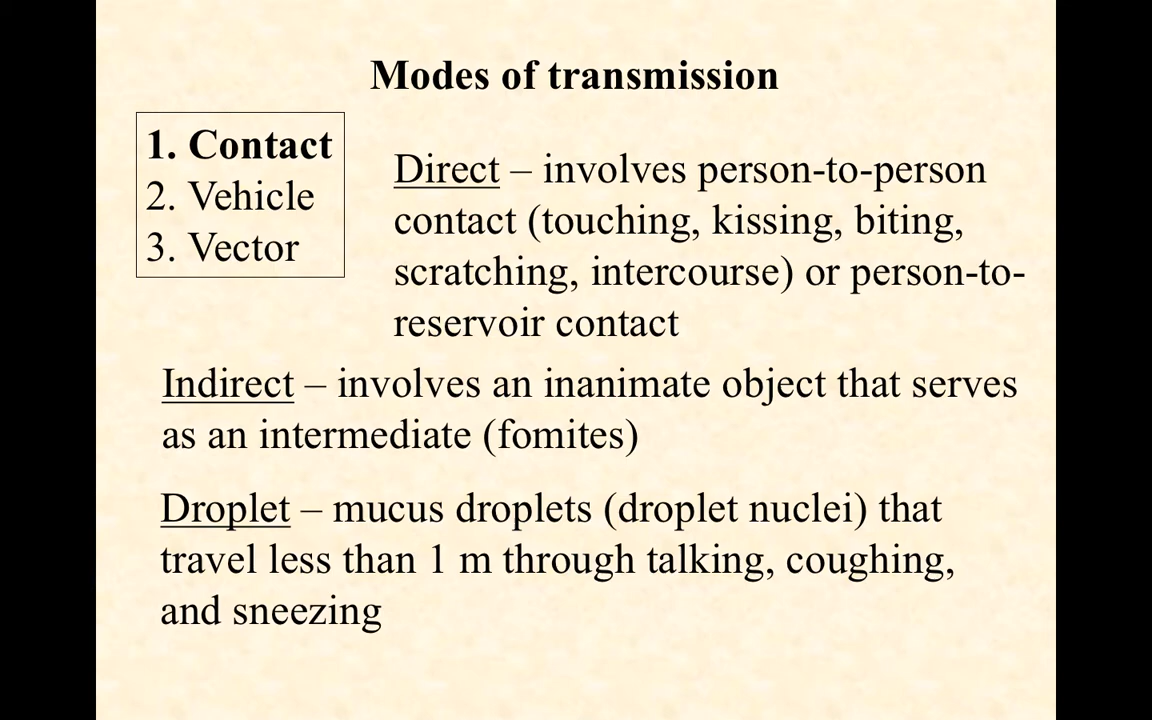 Modes of transmission
1. Contact
2. Vehicle
3. Vector
Direct – involves person-to-person
contact (touching, kissing, biting,
scratching, intercourse) or person-to-
reservoir contact
Indirect – involves an inanimate object that serves
as an intermediate (fomites)
Droplet – mucus droplets (droplet nuclei) that
travel less than 1 m through talking, coughing,
and sneezing